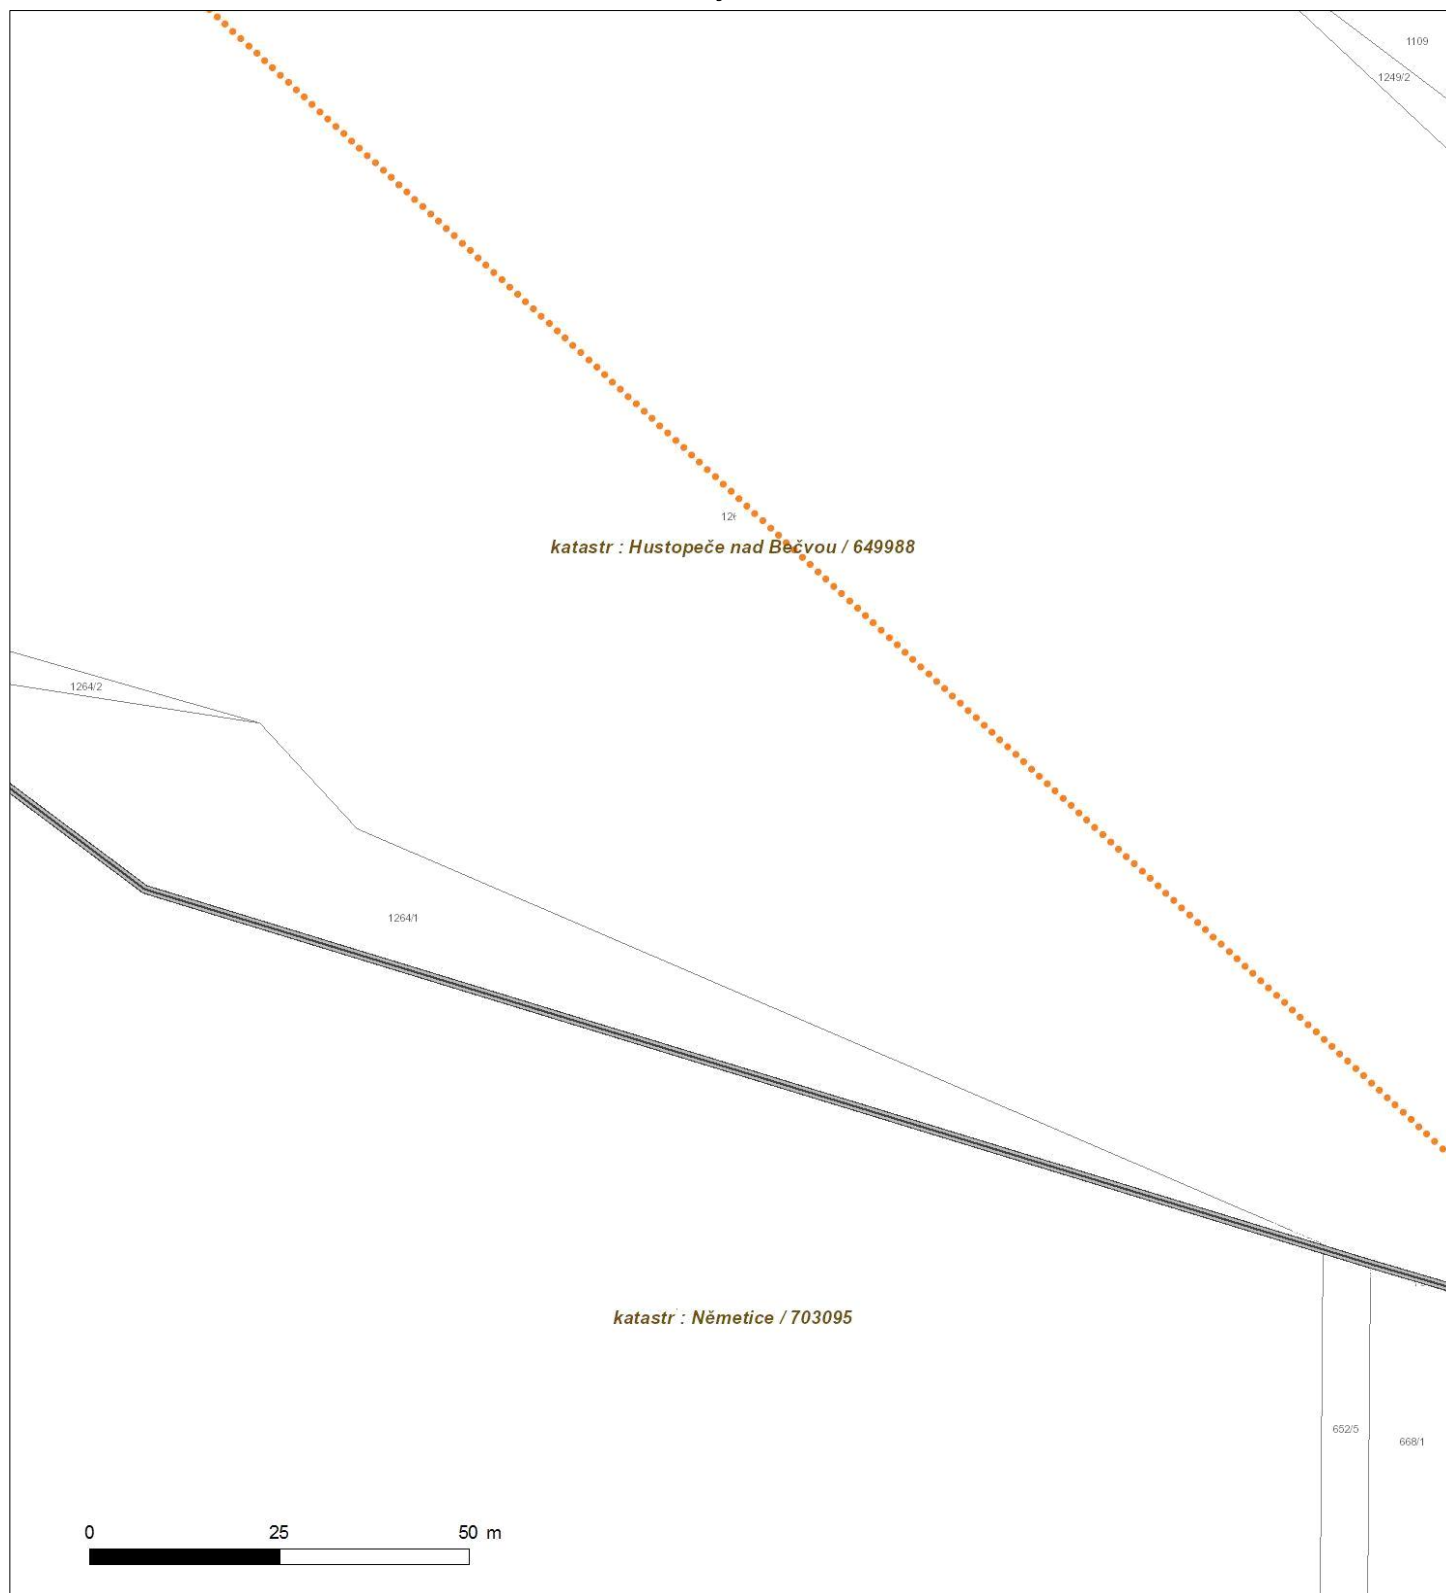 1109
1249/2
katastr : Hustopeče nad Bečvou / 649988
1264/2
1264/1
katastr : Němetice / 703095
652/5
668/1
0 25 50 m